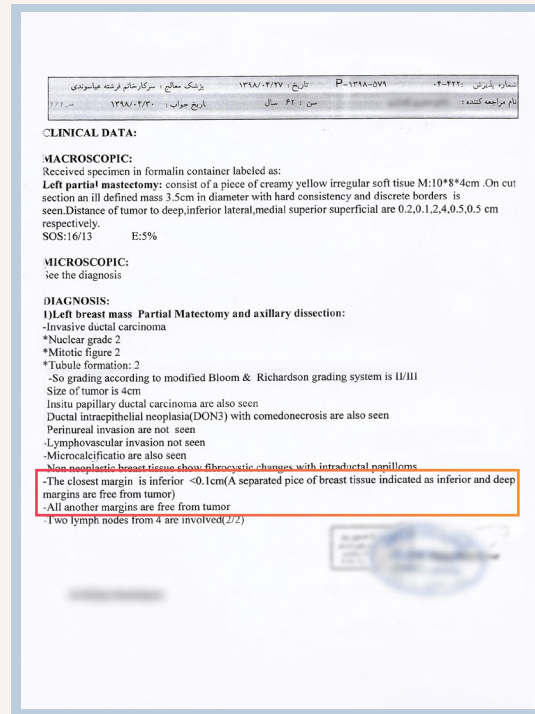 شماره پذیرش : ۰۴-۴۲۲-
P-۱۳۹۸-۵۷۹
تاریخ : ۱۳۹۸/۰۴/۲۷
پزشک معالج : سرکارخانم فرشته عباسوندی
نام مراجعه کننده :
سن : ۶۲ سال
تاریخ جواب : ۱۳۹۸/۰۴/۳۰
CLINICAL DATA:
MACROSCOPIC:
Received specimen in formalin container labeled as:
Left partial mastectomy: consist of a piece of creamy yellow irregular soft tisue M:10*8*4cm .On cut
section an ill defined mass 3.5cm in diameter with hard consistency and discrete borders is
seen.Distance of tumor to deep,inferior lateral,medial superior superficial are 0.2,0.1,2,4,0.5,0.5 cm
respectively.
SOS:16/13 E:5%
MICROSCOPIC:
See the diagnosis
DIAGNOSIS:
1)Left breast mass Partial Matectomy and axillary dissection:
-Invasive ductal carcinoma
*Nuclear grade 2
*Mitotic figure 2
*Tubule formation: 2
-So grading according to modified Bloom & Richardson grading system is II/III
Size of tumor is 4cm
Insitu papillary ductal carcinoma are also seen
Ductal intraepithelial neoplasia(DON3) with comedonecrosis are also seen
Perinureal invasion are not seen
-Lymphovascular invasion not seen
-Microcalcificatio are also seen
Non neoplastic breast tissue show fibrocystic changes with intraductal papilloms
-The closest margin is inferior <0.1cm(A separated pice of breast tissue indicated as inferior and deep
margins are free from tumor)
-All another margins are free from tumor
-Two lymph nodes from 4 are involved(2/2)